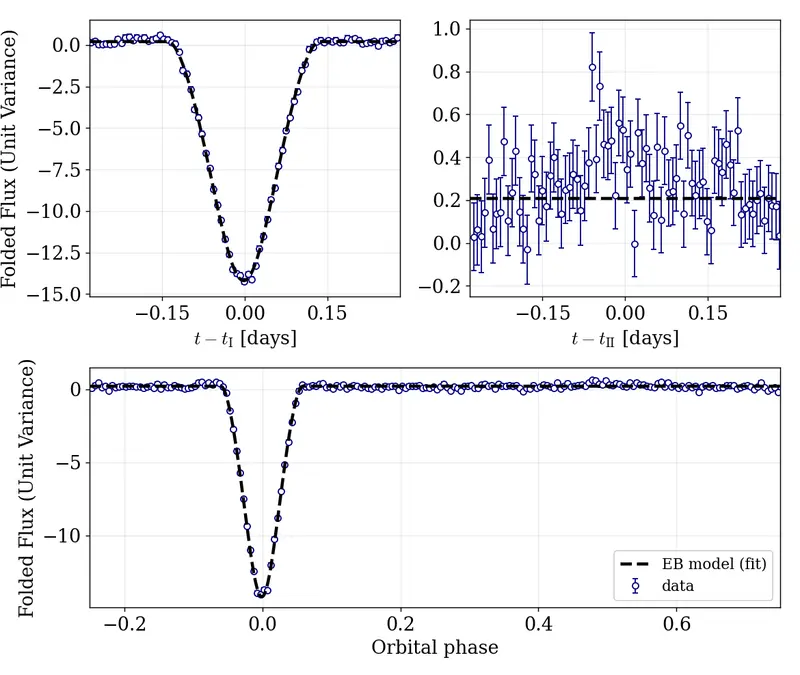 Folded Flux (Unit Variance)
0.0
−2.5
−5.0
−7.5
−10.0
−12.5
−15.0
−0.15 0.00 0.15
t − tI [days]
1.0
0.8
0.6
0.4
0.2
0.0
−0.2
−0.15 0.00 0.15
t − tII [days]
Folded Flux (Unit Variance)
0
−5
−10
EB model (fit)
data
−0.2 0.0 0.2 0.4 0.6
Orbital phase